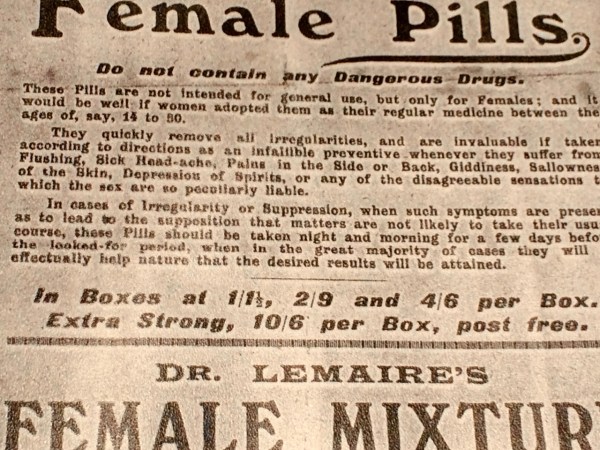 Female Pills.
Do not contain any Dangerous Drugs.
These Pills are not intended for general use, but only for Females; and it
would be well if women adopted them as their regular medicine between the
ages of, say, 14 to 50.
They quickly remove all irregularities, and are invaluable if taken
according to directions as an infallible preventive whenever they suffer from
Flushing, Sick Head-ache, Pains in the Side or Back, Giddiness, Sallowness
of the Skin, Depression of Spirits, or any of the disagreeable sensations t
which the sex are so peculiarly liable.
In cases of Irregularity or Suppression, when such symptoms are presen
as to lead to the supposition that matters are not likely to take their usu
course, these Pills should be taken night and morning for a few days befo
the looked-for period, when in the great majority of cases they will
effectually help nature that the desired results will be attained.
In Boxes at 1/1½, 2/9 and 4/6 per Box.
Extra Strong, 10/6 per Box, post free.
DR. LEMAIRE'S
FEMALE MIXTUR